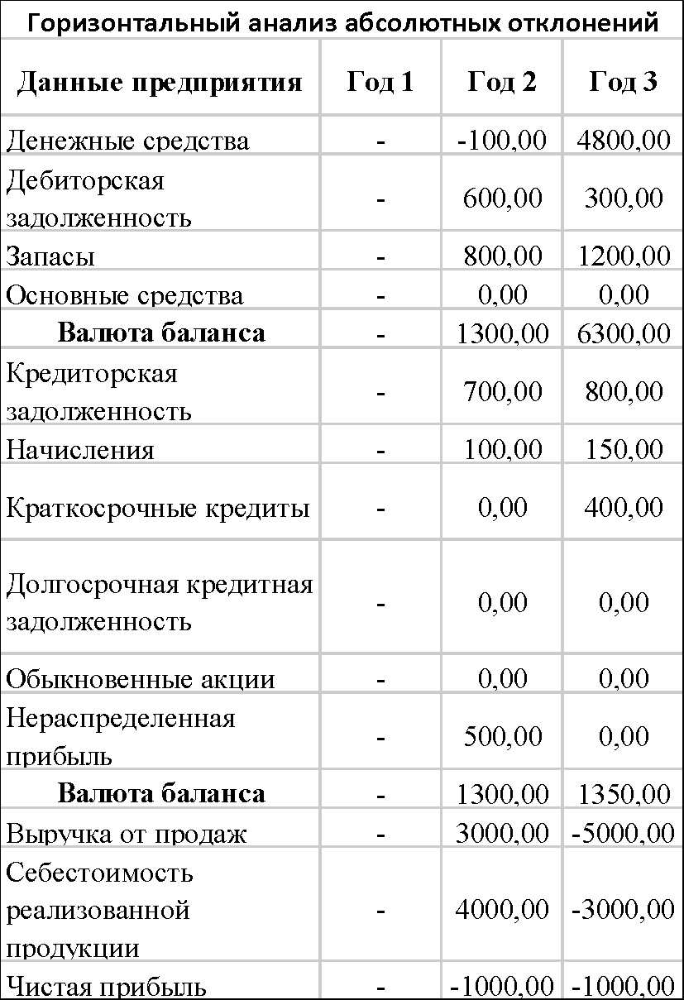 Горизонтальный анализ абсолютных отклонений
Данные предприятия Год 1 Год 2 Год 3
Денежные средства - -100,00 4800,00
Дебиторская
задолженность - 600,00 300,00
Запасы - 800,00 1200,00
Основные средства - 0,00 0,00
Валюта баланса - 1300,00 6300,00
Кредиторская
задолженность - 700,00 800,00
Начисления - 100,00 150,00
Краткосрочные кредиты - 0,00 400,00
Долгосрочная кредитная
задолженность - 0,00 0,00
Обыкновенные акции - 0,00 0,00
Нераспределенная
прибыль - 500,00 0,00
Валюта баланса - 1300,00 1350,00
Выручка от продаж - 3000,00 -5000,00
Себестоимость
реализованной - 4000,00 -3000,00
продукции
Чистая прибыль - -1000,00 -1000,00